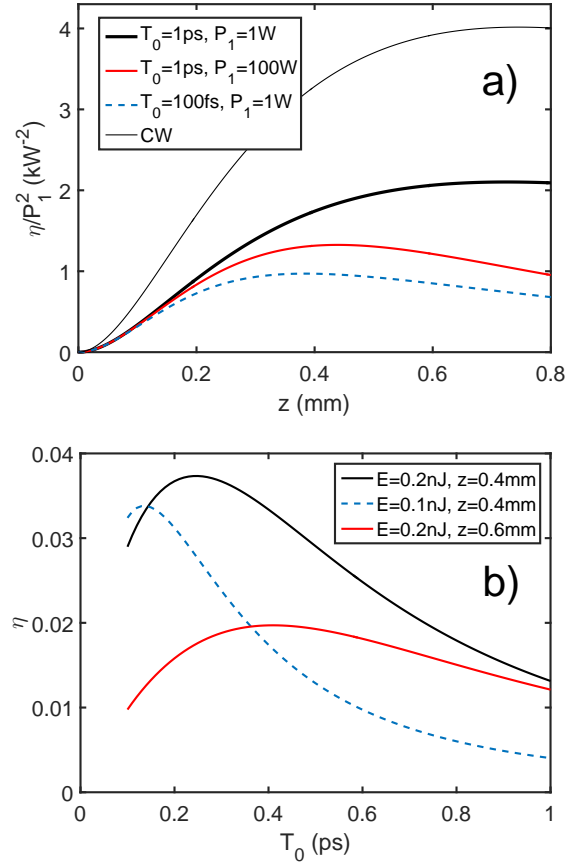 4
3
2
1
0
η/P₁² (kW⁻²)
T₀=1ps, P₁=1W
T₀=1ps, P₁=100W
T₀=100fs, P₁=1W
CW
a)
0 0.2 0.4 0.6 0.8
z (mm)
0.04
0.03
0.02
0.01
0
η
E=0.2nJ, z=0.4mm
E=0.1nJ, z=0.4mm
E=0.2nJ, z=0.6mm
b)
0 0.2 0.4 0.6 0.8 1
T₀ (ps)